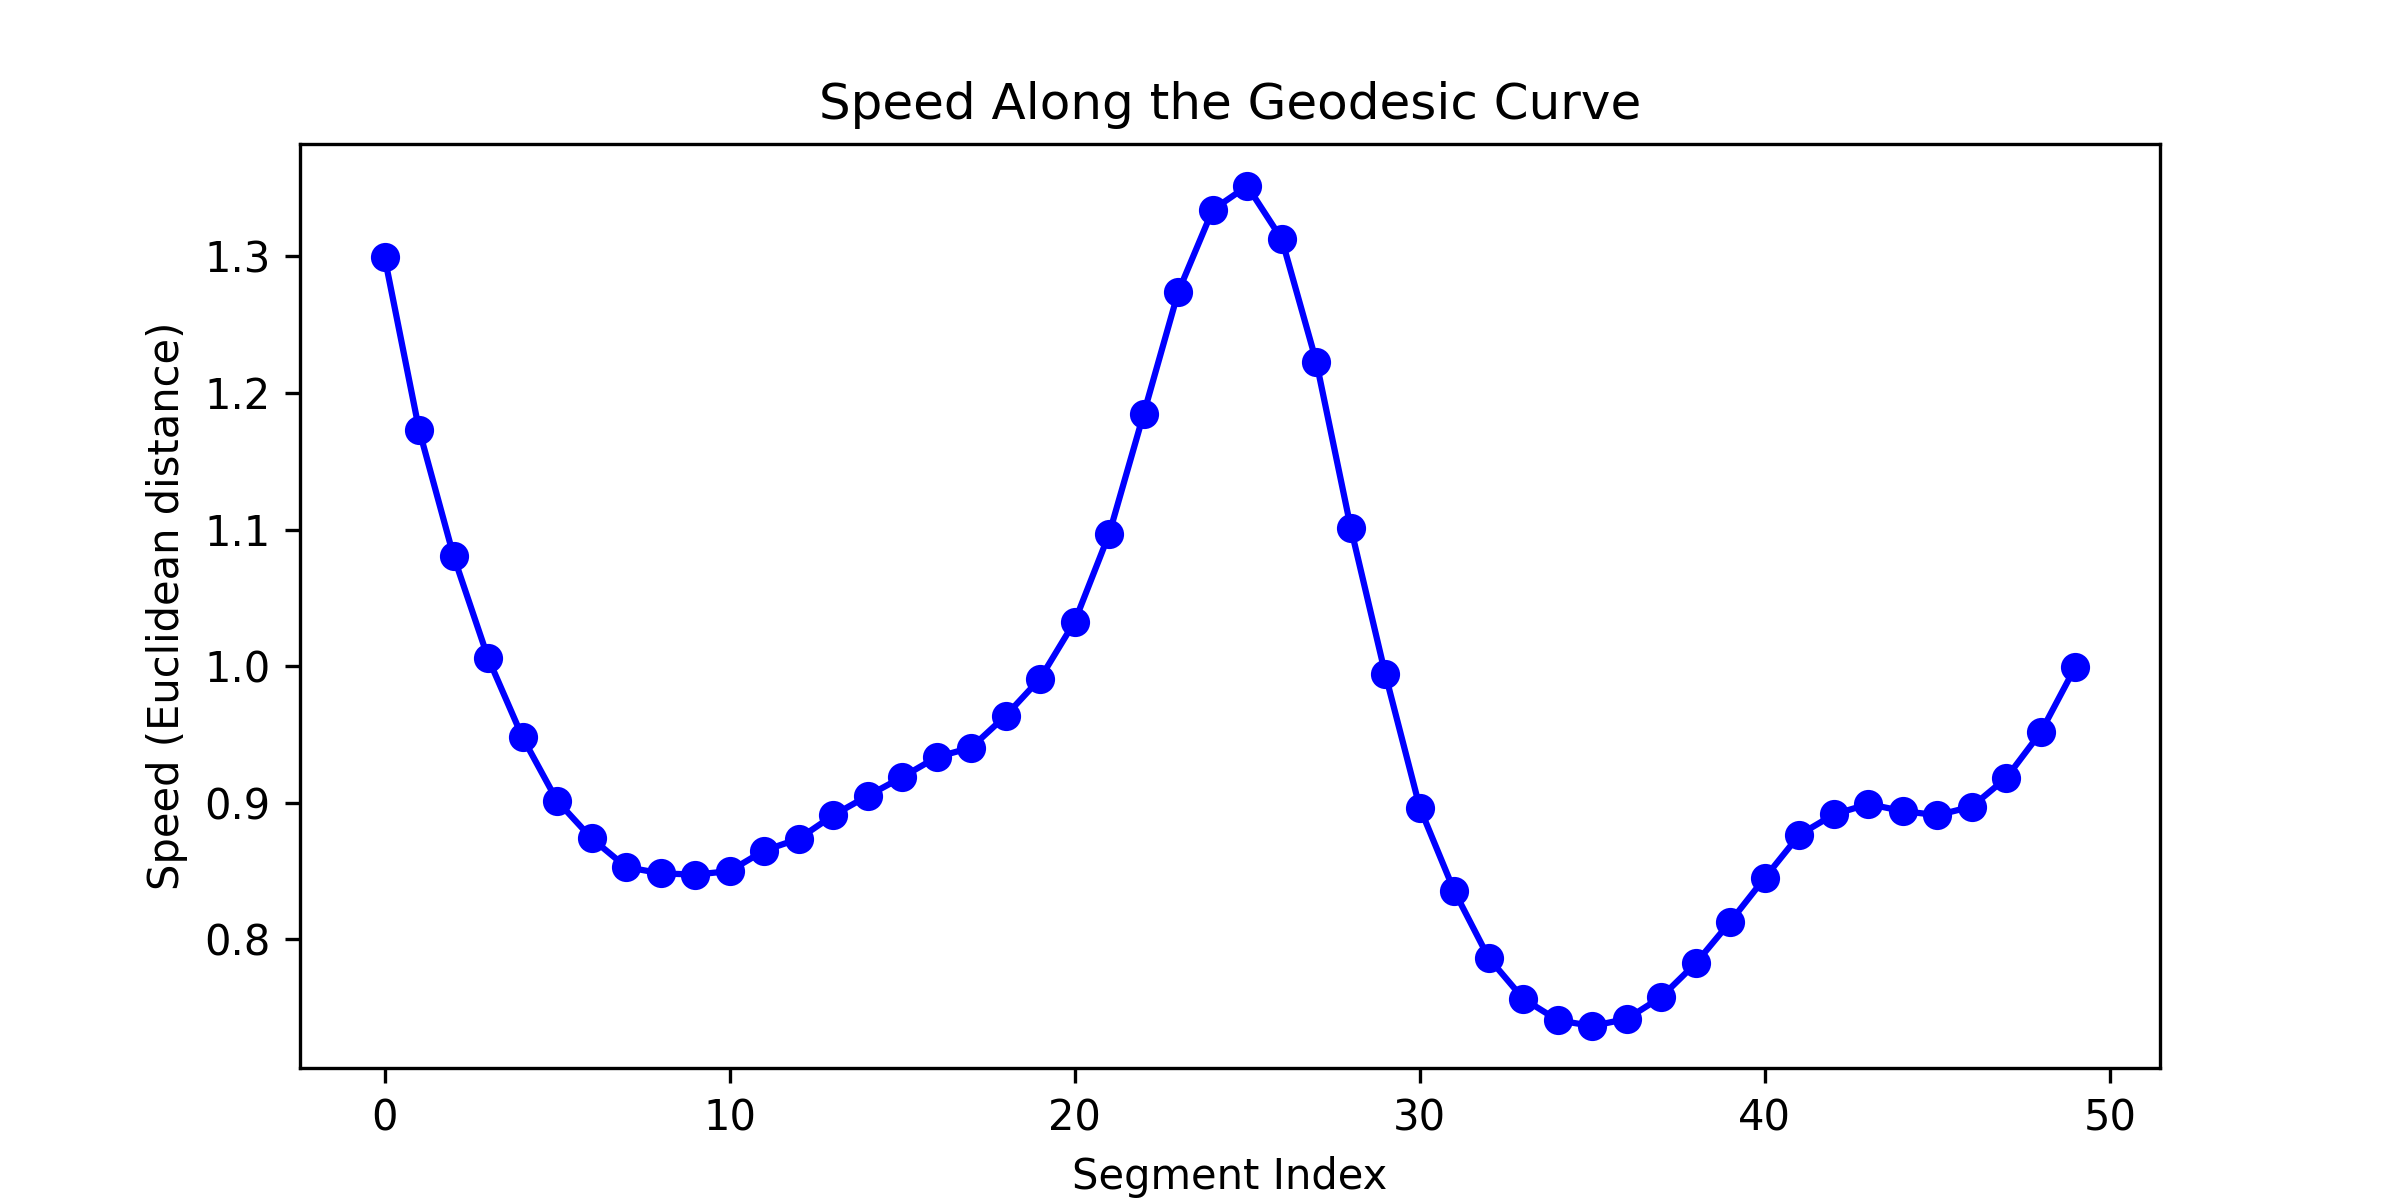 Speed Along the Geodesic Curve
Speed (Euclidean distance)
1.3
1.2
1.1
1.0
0.9
0.8
0 10 20 30 40 50
Segment Index